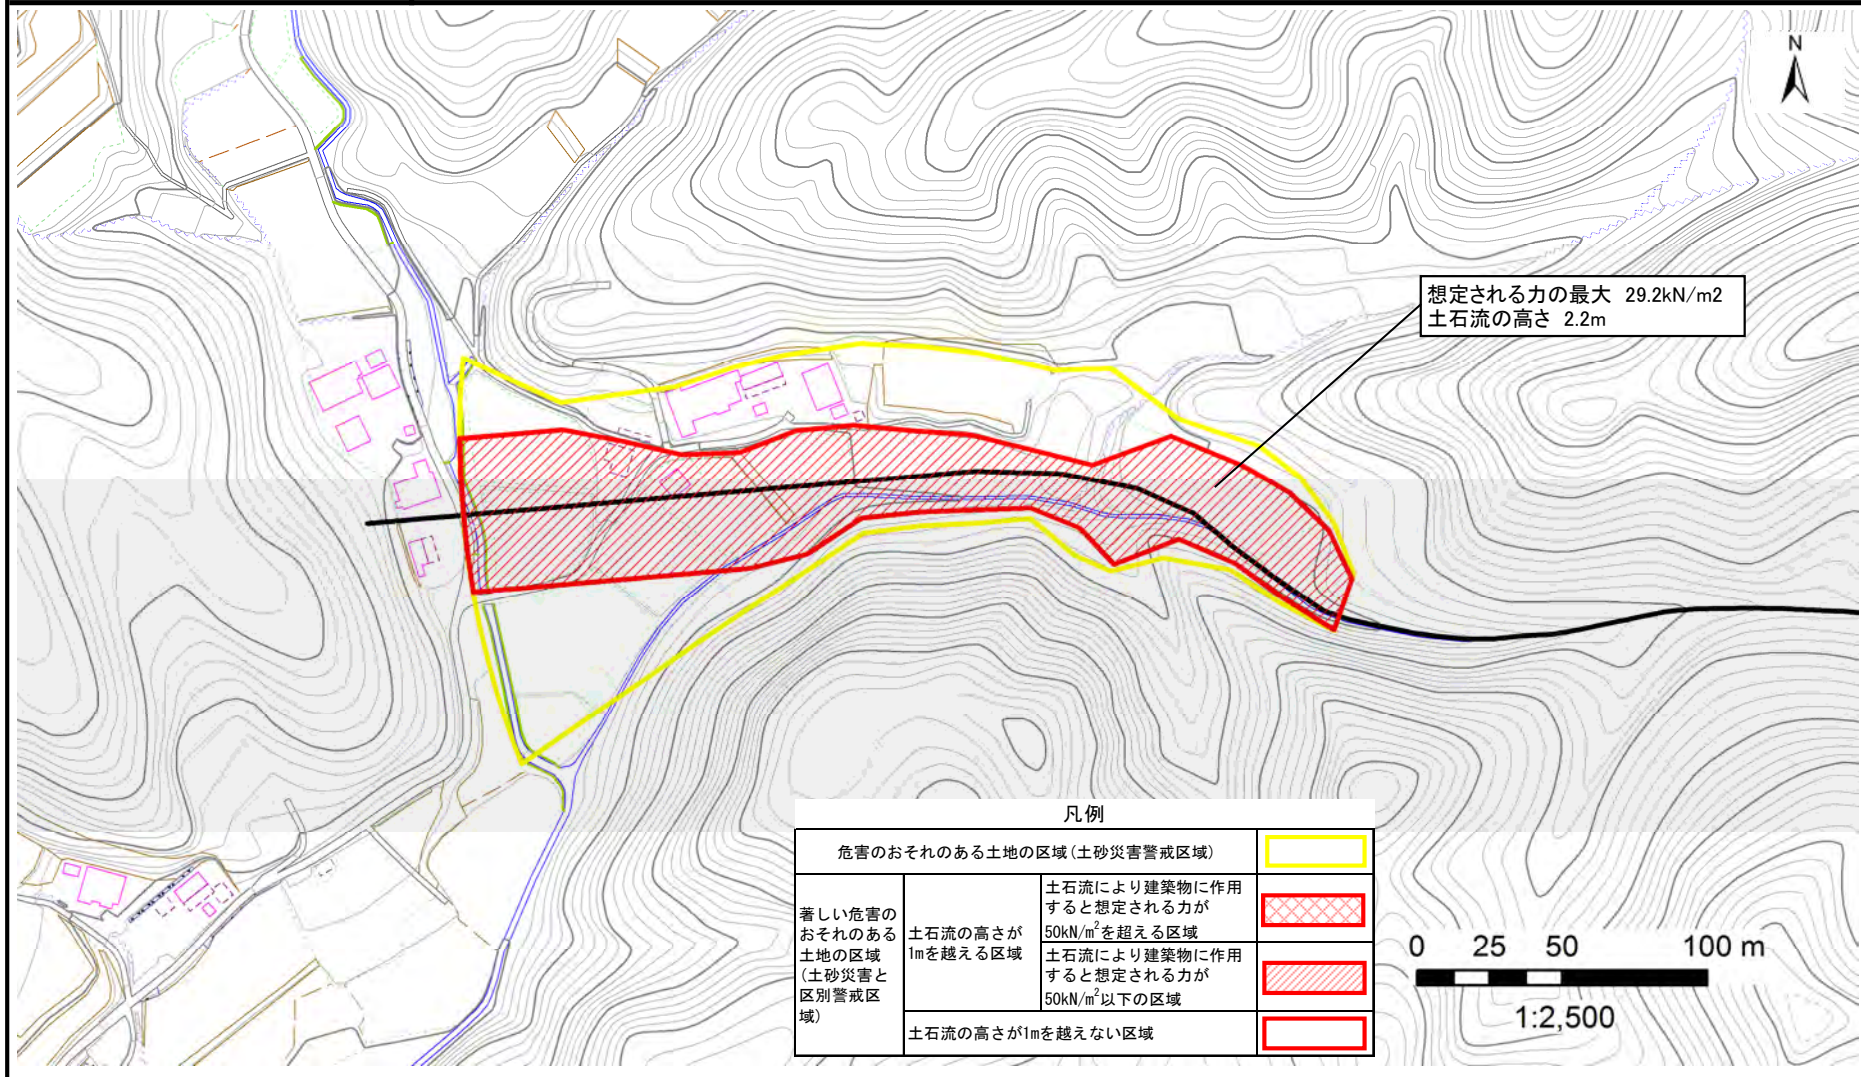 N
想定される力の最大 29.2kN/m2
土石流の高さ 2.2m
凡例
危害のおそれのある土地の区域(土砂災害警戒区域)
著しい危害の
おそれのある
土地の区域
(土砂災害と
区別警戒区
域)
土石流の高さが
1mを越える区域
土石流により建築物に作用
すると想定される力が
50kN/m²を超える区域
土石流により建築物に作用
すると想定される力が
50kN/m²以下の区域
土石流の高さが1mを越えない区域
0 25 50 100 m
1:2,500